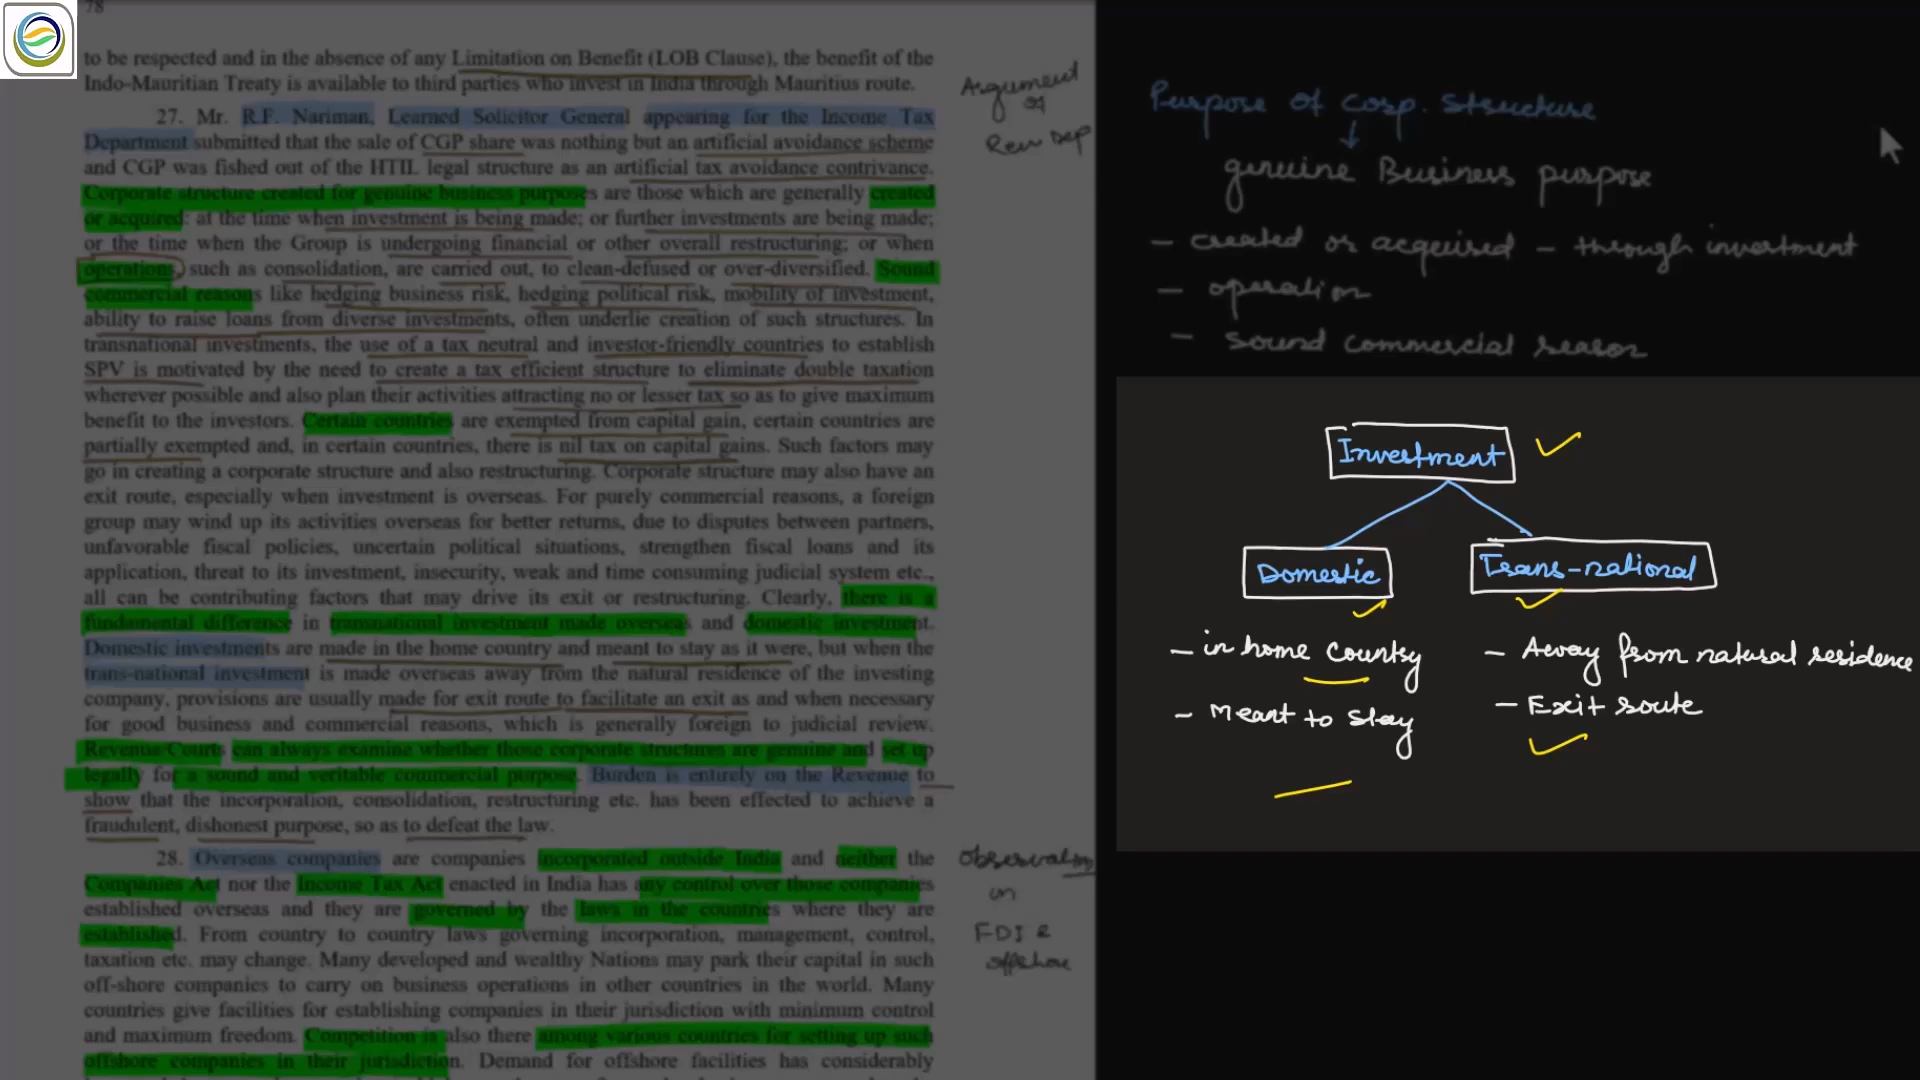 78
to be respected and in the absence of any Limitation on Benefit (LOB Clause), the benefit of the
Indo-Mauritian Treaty is available to third parties who invest in India through Mauritius route.
27. Mr. R.F. Nariman, Learned Solicitor General appearing for the Income Tax
Department submitted that the sale of CGP share was nothing but an artificial avoidance scheme
and CGP was fished out of the HTIL legal structure as an artificial tax avoidance contrivance.
Corporate structure created for genuine business purposes are those which are generally created
or acquired: at the time when investment is being made; or further investments are being made;
or the time when the Group is undergoing financial or other overall restructuring; or when
operations, such as consolidation, are carried out, to clean-defused or over-diversified. Sound
commercial reasons like hedging business risk, hedging political risk, mobility of investment,
ability to raise loans from diverse investments, often underlie creation of such structures. In
transnational investments, the use of a tax neutral and investor-friendly countries to establish
SPV is motivated by the need to create a tax efficient structure to eliminate double taxation
wherever possible and also plan their activities attracting no or lesser tax so as to give maximum
benefit to the investors. Certain countries are exempted from capital gain, certain countries are
partially exempted and, in certain countries, there is nil tax on capital gains. Such factors may
go in creating a corporate structure and also restructuring. Corporate structure may also have an
exit route, especially when investment is overseas. For purely commercial reasons, a foreign
group may wind up its activities overseas for better returns, due to disputes between partners,
unfavorable fiscal policies, uncertain political situations, strengthen fiscal loans and its
application, threat to its investment, insecurity, weak and time consuming judicial system etc.,
all can be contributing factors that may drive its exit or restructuring. Clearly, there is a
fundamental difference in transnational investment made overseas and domestic investment.
Domestic investments are made in the home country and meant to stay as it were, but when the
trans-national investment is made overseas away from the natural residence of the investing
company, provisions are usually made for exit route to facilitate an exit as and when necessary
for good business and commercial reasons, which is generally foreign to judicial review.
Revenue/Courts can always examine whether those corporate structures are genuine and set up
legally for a sound and veritable commercial purpose. Burden is entirely on the Revenue to
show that the incorporation, consolidation, restructuring etc. has been effected to achieve a
fraudulent, dishonest purpose, so as to defeat the law.
28. Overseas companies are companies incorporated outside India and neither the
Companies Act nor the Income Tax Act enacted in India has any control over those companies
established overseas and they are governed by the laws in the countries where they are
established. From country to country laws governing incorporation, management, control,
taxation etc. may change. Many developed and wealthy Nations may park their capital in such
off-shore companies to carry on business operations in other countries in the world. Many
countries give facilities for establishing companies in their jurisdiction with minimum control
and maximum freedom. Competition is also there among various countries for setting up such
offshore companies in their jurisdiction. Demand for offshore facilities has considerably
Argument
of
Rev Dep
Observation
on
FDI &
offshore
Purpose of corp. structure
genuine Business purpose
- created or acquired - through investment
- operation
- sound commercial reason
Investment
Domestic
Trans-national
- in home country
- Meant to stay
- Away from natural residence
- Exit route